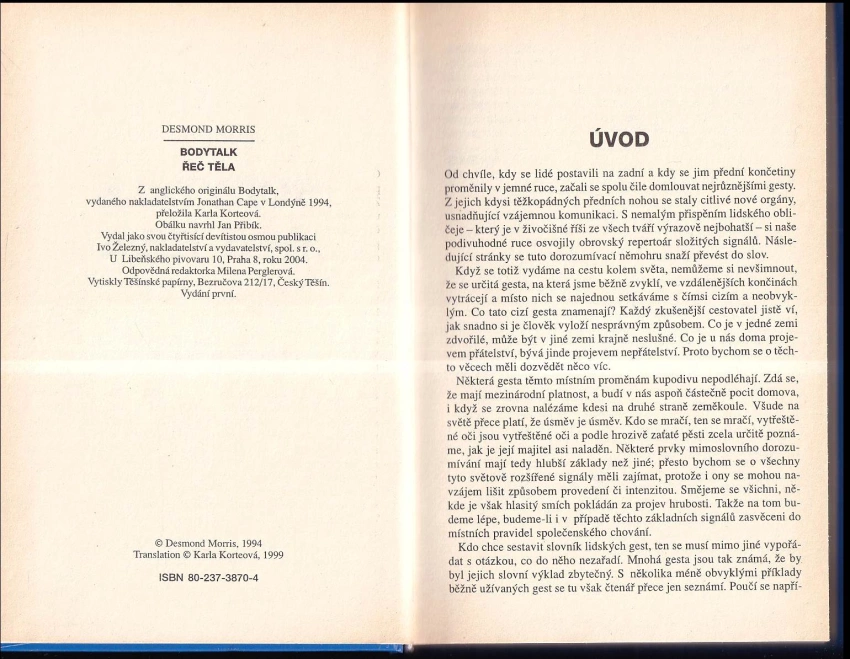 DESMOND MORRIS
BODYTALK
ŘEČ TĚLA
Z anglického originálu Bodytalk,
vydaného nakladatelstvím Jonathan Cape v Londýně 1994,
přeložila Karla Korteová.
Obálku navrhl Jan Přibík.
Vydal jako svou čtyřtisící devítistou osmou publikaci
Ivo Železný, nakladatelství a vydavatelství, spol. s r. o.,
U Libeňského pivovaru 10, Praha 8, roku 2004.
Odpovědná redaktorka Milena Perglerová.
Vytiskly Těšínské papírny, Bezručova 212/17, Český Těšín.
Vydání první.
© Desmond Morris, 1994
Translation © Karla Korteová, 1999
ISBN 80-237-3870-4
ÚVOD
Od chvíle, kdy se lidé postavili na zadní a kdy se jim přední končetiny
proměnily v jemné ruce, začali se spolu čile domlouvat nejrůznějšími gesty.
Z jejich kdysi těžkopádných předních nohou se staly citlivé nové orgány,
usnadňující vzájemnou komunikaci. S nemalým přispěním lidského obli-
čeje – který je v živočišné říši ze všech tváří výrazově nejbohatší – si naše
podivuhodné ruce osvojily obrovský repertoár složitých signálů. Násle-
dující stránky se tuto dorozumívací němohru snaží převést do slov.
Když se totiž vydáme na cestu kolem světa, nemůžeme si nevšimnout,
že se určitá gesta, na která jsme běžně zvyklí, ve vzdálenějších končinách
vytrácejí a místo nich se najednou setkáváme s čímsi cizím a neobvyk-
lým. Co tato cizí gesta znamenají? Každý zkušenější cestovatel jistě ví,
jak snadno si je člověk vyloží nesprávným způsobem. Co je v jedné zemi
zdvořilé, může být v jiné zemi krajně neslušné. Co je u nás doma proje-
vem přátelství, bývá jinde projevem nepřátelství. Proto bychom se o těch-
to věcech měli dozvědět něco víc.
Některá gesta těmto místním proměnám kupodivu nepodléhají. Zdá se,
že mají mezinárodní platnost, a budí v nás aspoň částečně pocit domova,
i když se zrovna nalézáme kdesi na druhé straně zeměkoule. Všude na
světě přece platí, že úsměv je úsměv. Kdo se mračí, ten se mračí, vytřeště-
né oči jsou vytřeštěné oči a podle hrozivě zaťaté pěsti zcela určitě pozná-
me, jak je její majitel asi naladěn. Některé prvky mimoslovního dorozu-
mívání mají tedy hlubší základy než jiné; přesto bychom se o všechny
tyto světově rozšířené signály měli zajímat, protože i ony se mohou na-
vzájem lišit způsobem provedení či intenzitou. Smějeme se všichni, ně-
kde je však hlasitý smích pokládán za projev hrubosti. Takže na tom bu-
deme lépe, budeme-li i v případě těchto základních signálů zasvěceni do
místních pravidel společenského chování.
Kdo chce sestavit slovník lidských gest, ten se musí mimo jiné vypořá-
dat s otázkou, co do něho nezařadí. Mnohá gesta jsou tak známá, že by
byl jejich slovní výklad zbytečný. S několika méně obvyklými příklady
běžně užívaných gest se tu však čtenář přece jen seznámí. Poučí se napří-